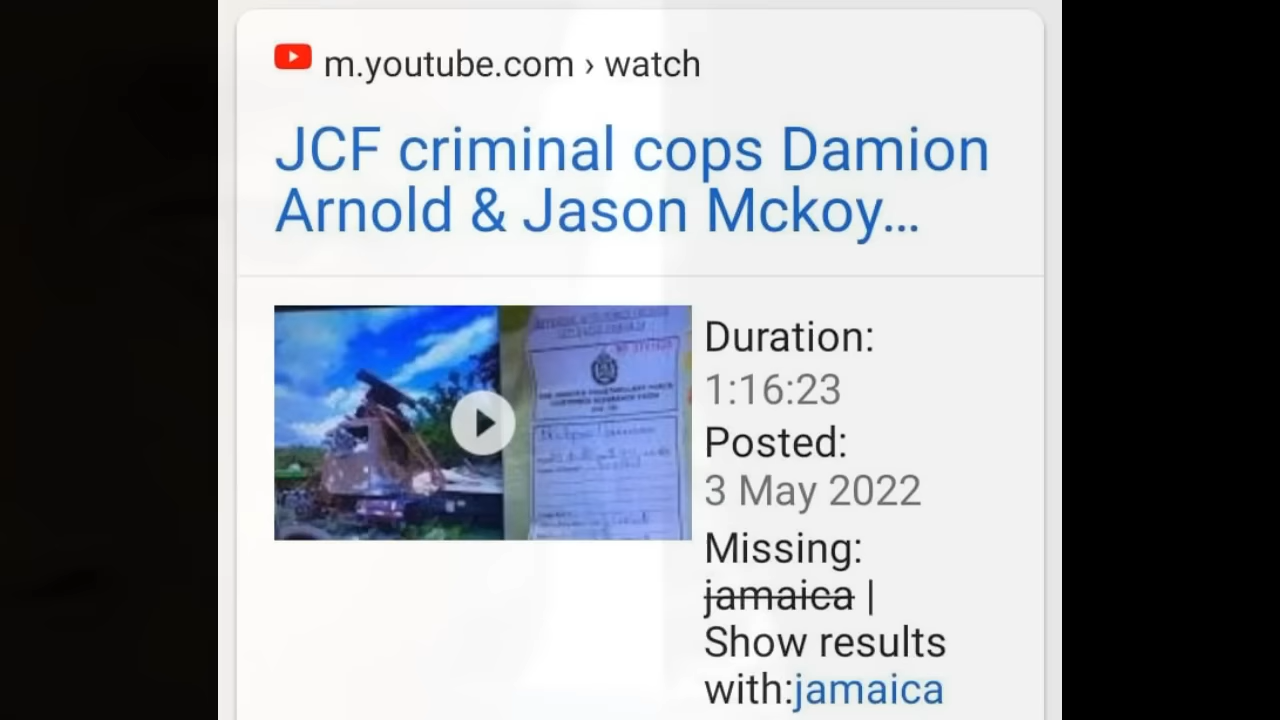 m.youtube.com › watch
JCF criminal cops Damion
Arnold & Jason Mckoy...
Duration:
1:16:23
Posted:
3 May 2022
Missing:
jamaica |
Show results
with:jamaica